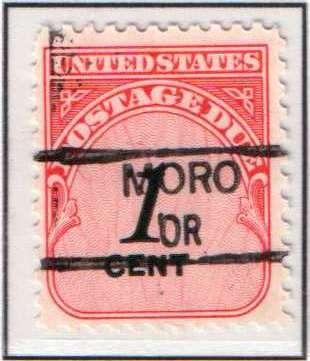 UNITED STATES
POSTAGE DUE
MORO
1
OR
CENT